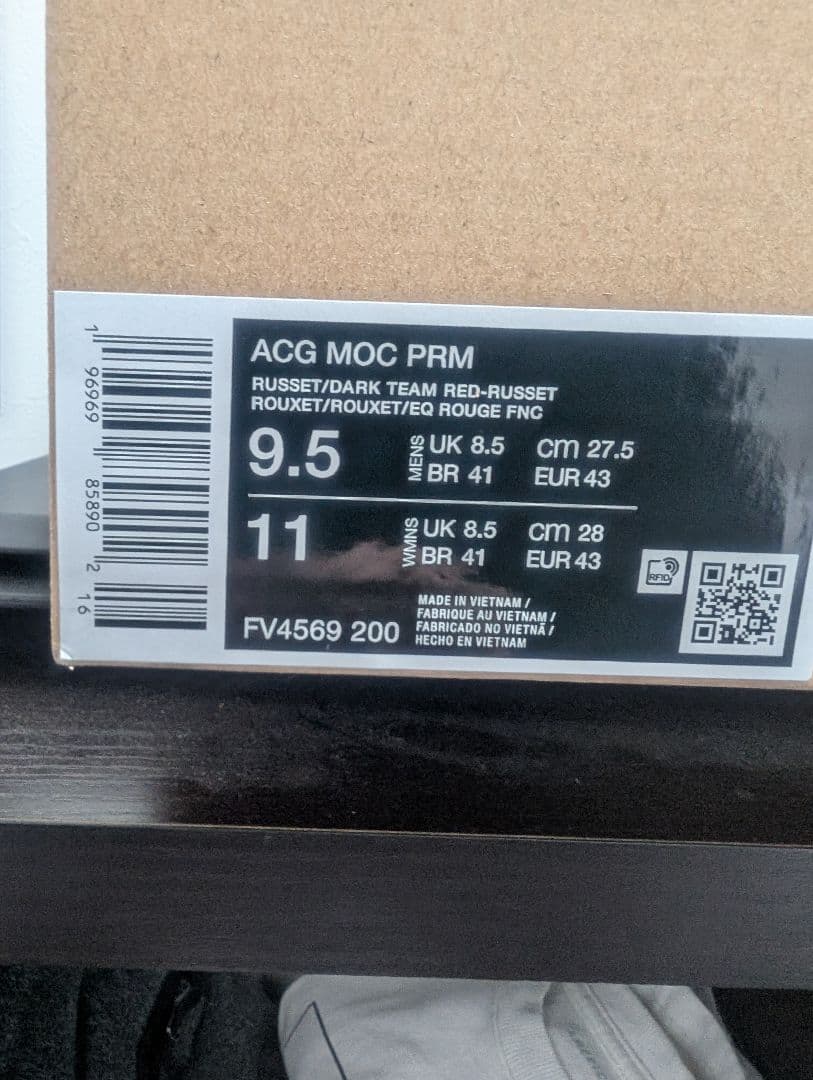 1 96969 85890 2 16
ACG MOC PRM
RUSSET/DARK TEAM RED-RUSSET
ROUXET/ROUXET/EQ ROUGE FNC
9.5 MENS UK 8.5 cm 27.5
BR 41 EUR 43
11 WMNS UK 8.5 cm 28
BR 41 EUR 43
RFID
FV4569 200
MADE IN VIETNAM /
FABRIQUE AU VIETNAM /
FABRICADO NO VIETNÃ /
HECHO EN VIETNAM